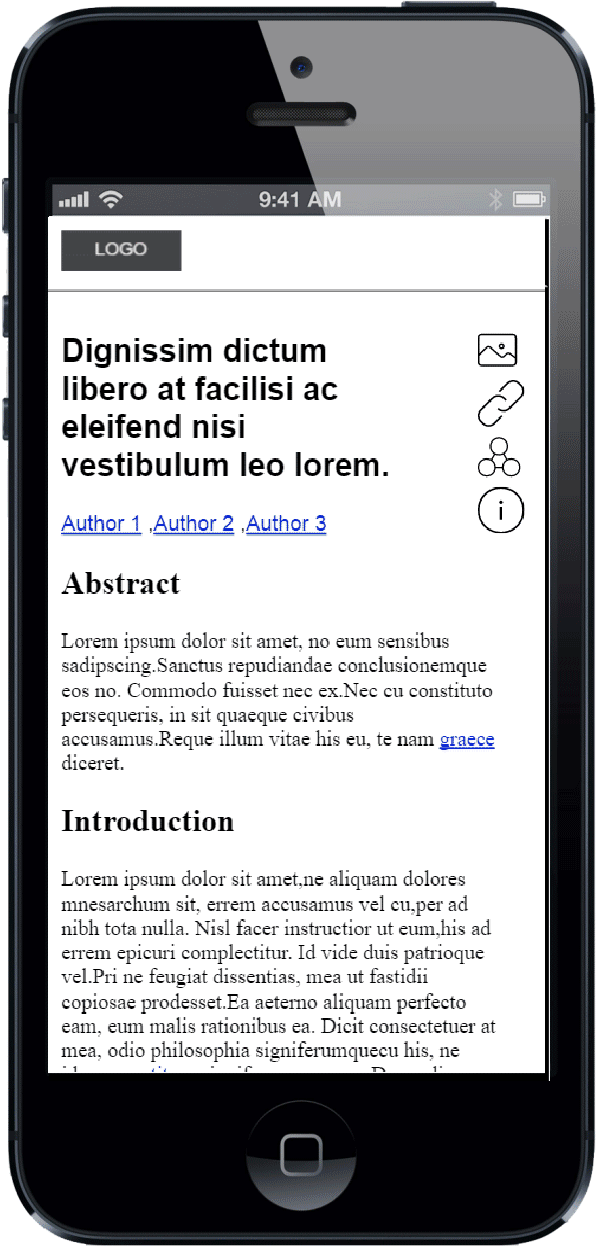 9:41 AM
LOGO
Dignissim dictum
libero at facilisi ac
eleifend nisi
vestibulum leo lorem.
Author 1 ,Author 2 ,Author 3
Abstract
Lorem ipsum dolor sit amet, no eum sensibus
sadipscing.Sanctus repudiandae conclusionemque
eos no. Commodo fuisset nec ex.Nec cu constituto
persequeris, in sit quaeque civibus
accusamus.Reque illum vitae his eu, te nam graece
diceret.
Introduction
Lorem ipsum dolor sit amet,ne aliquam dolores
mnesarchum sit, errem accusamus vel cu,per ad
nibh tota nulla. Nisl facer instructior ut eum,his ad
errem epicuri complectitur. Id vide duis patrioque
vel.Pri ne feugiat dissentias, mea ut fastidii
copiosae prodesset.Ea aeterno aliquam perfecto
eam, eum malis rationibus ea. Dicit consectetuer at
mea, odio philosophia signiferumquecu his, ne